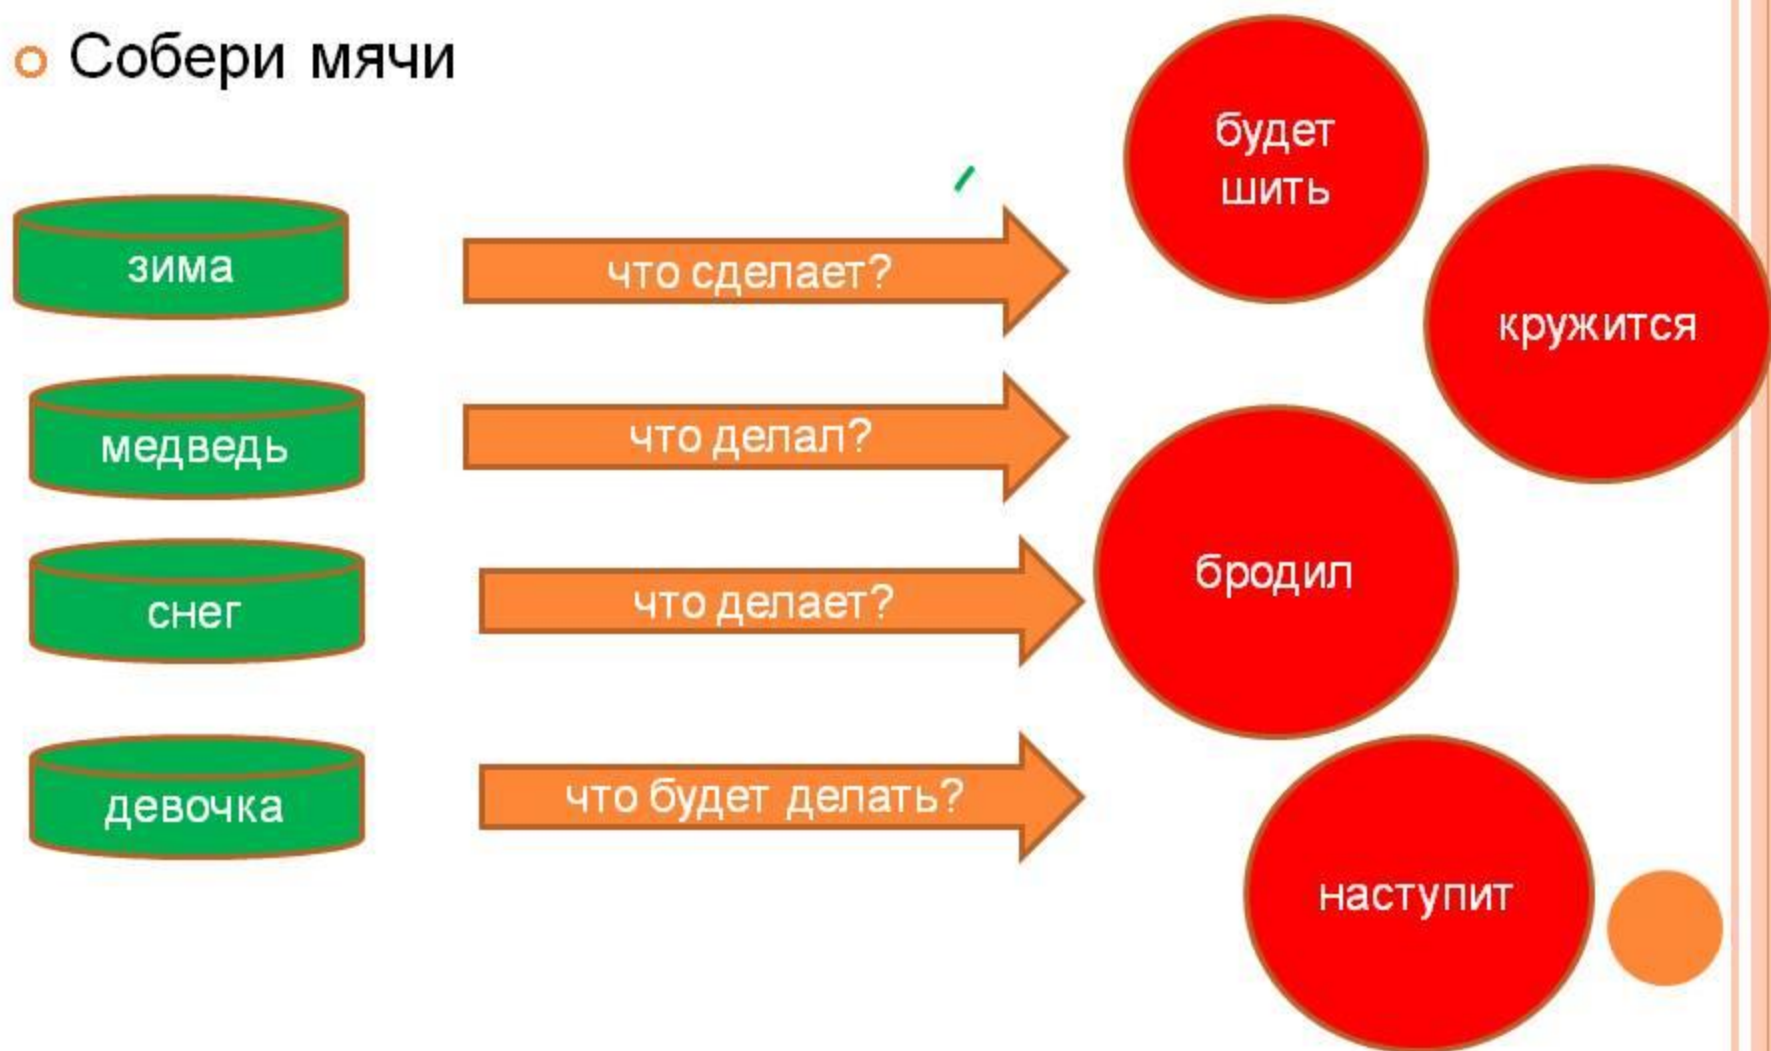 Собери мячи
зима
что сделает?
медведь
что делал?
снег
что делает?
девочка
что будет делать?
будет
шить
кружится
бродил
наступит